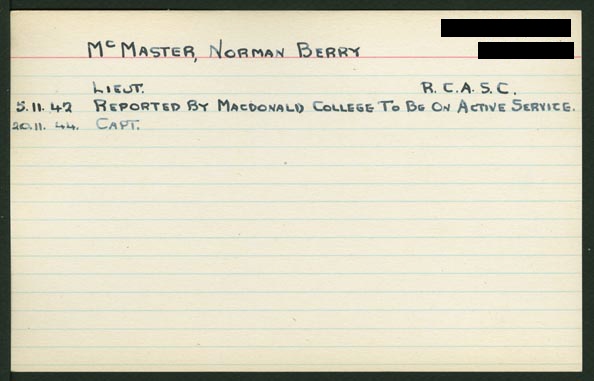 McMaster, Norman Berry
Lieut. R.C.A.S.C.
5.11.42 Reported By Macdonald College To Be On Active Service.
20.11.44. Capt.